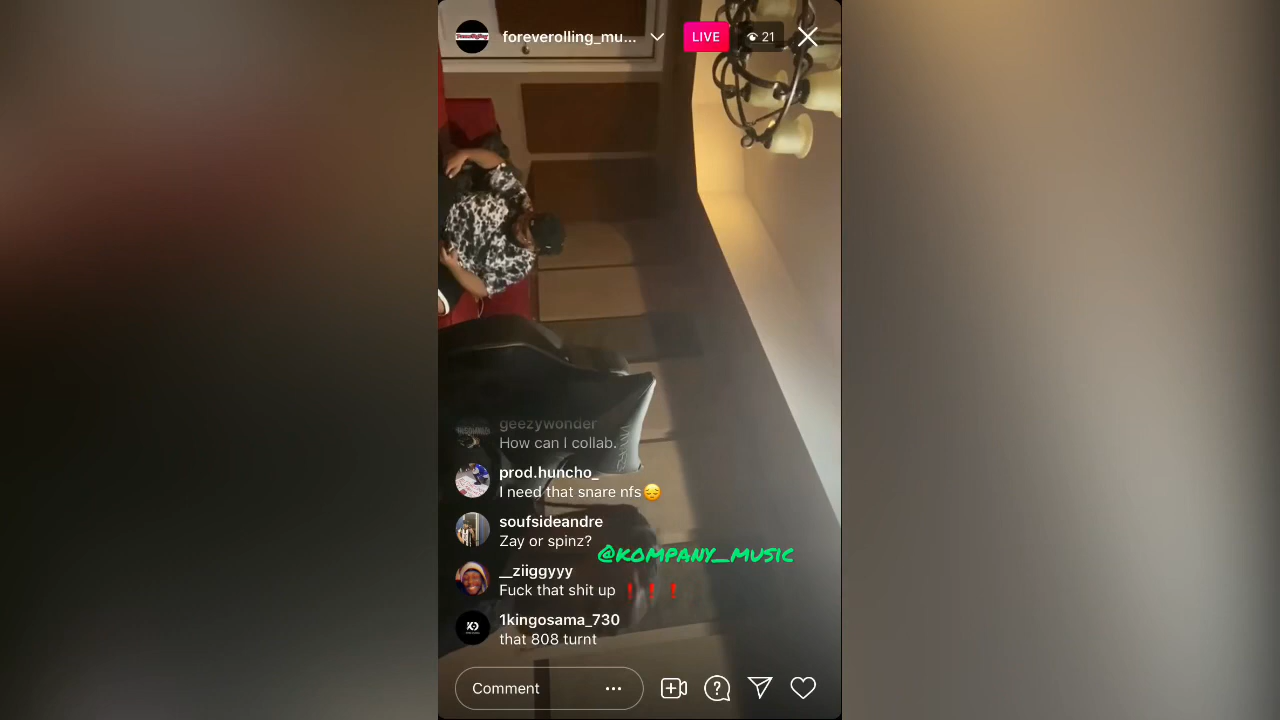 foreverolling_mu...
LIVE
21
geezywonder
How can I collab.
prod.huncho_
I need that snare nfs😔
soufsideandre
Zay or spinz?
@KOMPANY_MUSIC
__ziiggyyy
Fuck that shit up ❗❗❗
1kingosama_730
that 808 turnt
Comment